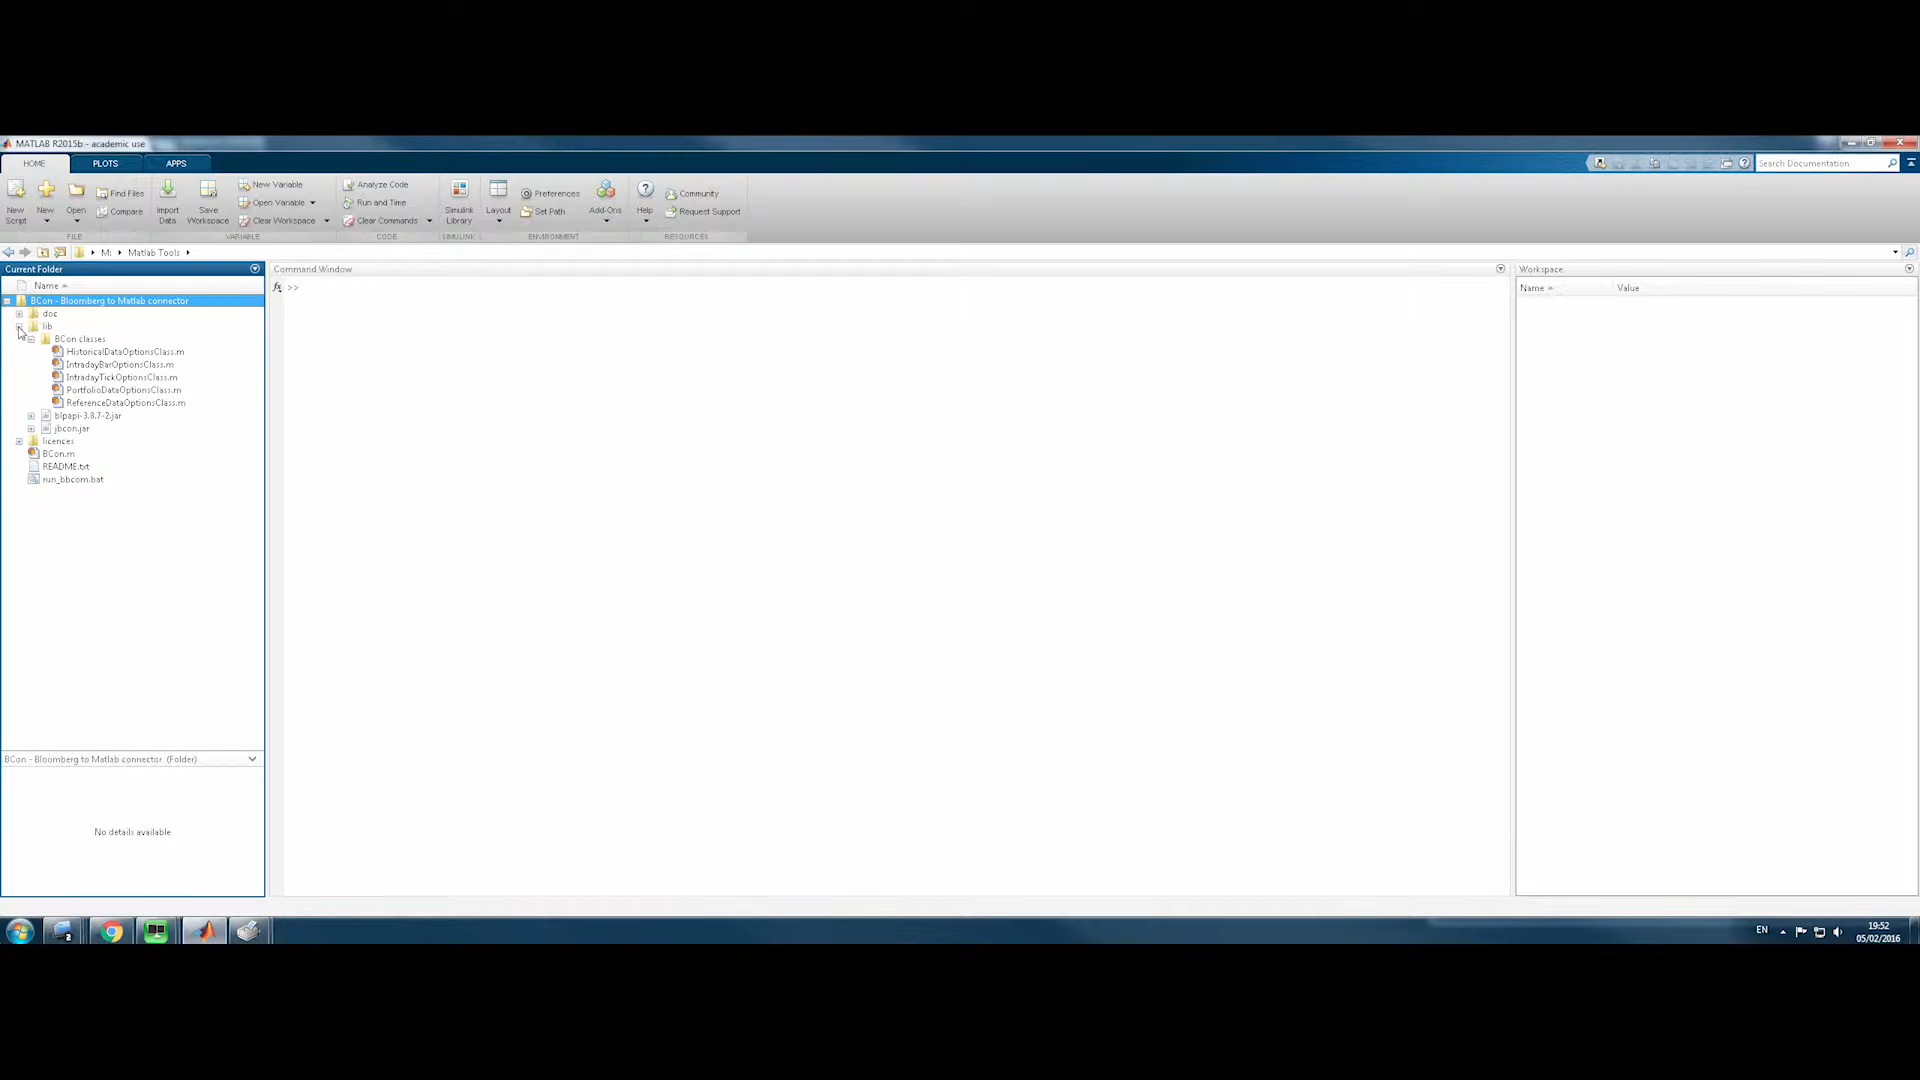 MATLAB R2015b - academic use
HOME PLOTS APPS
Search Documentation
New Script
New
Open
Find Files
Compare
Import Data
Save Workspace
New Variable
Open Variable
Clear Workspace
Analyze Code
Run and Time
Clear Commands
Simulink Library
Layout
Preferences
Set Path
Add-Ons
Help
Community
Request Support
FILE VARIABLE CODE SIMULINK ENVIRONMENT RESOURCES
M: Matlab Tools
Current Folder
Name
BCon - Bloomberg to Matlab connector
doc
lib
BCon classes
HistoricalDataOptionsClass.m
IntradayBarOptionsClass.m
IntradayTickOptionsClass.m
PortfolioDataOptionsClass.m
ReferenceDataOptionsClass.m
blpapi-3.8.7-2.jar
jbcon.jar
licences
BCon.m
README.txt
run_bbcom.bat
BCon - Bloomberg to Matlab connector (Folder)
No details available
Command Window
fx >>
Workspace
Name Value
EN
19:52
05/02/2016